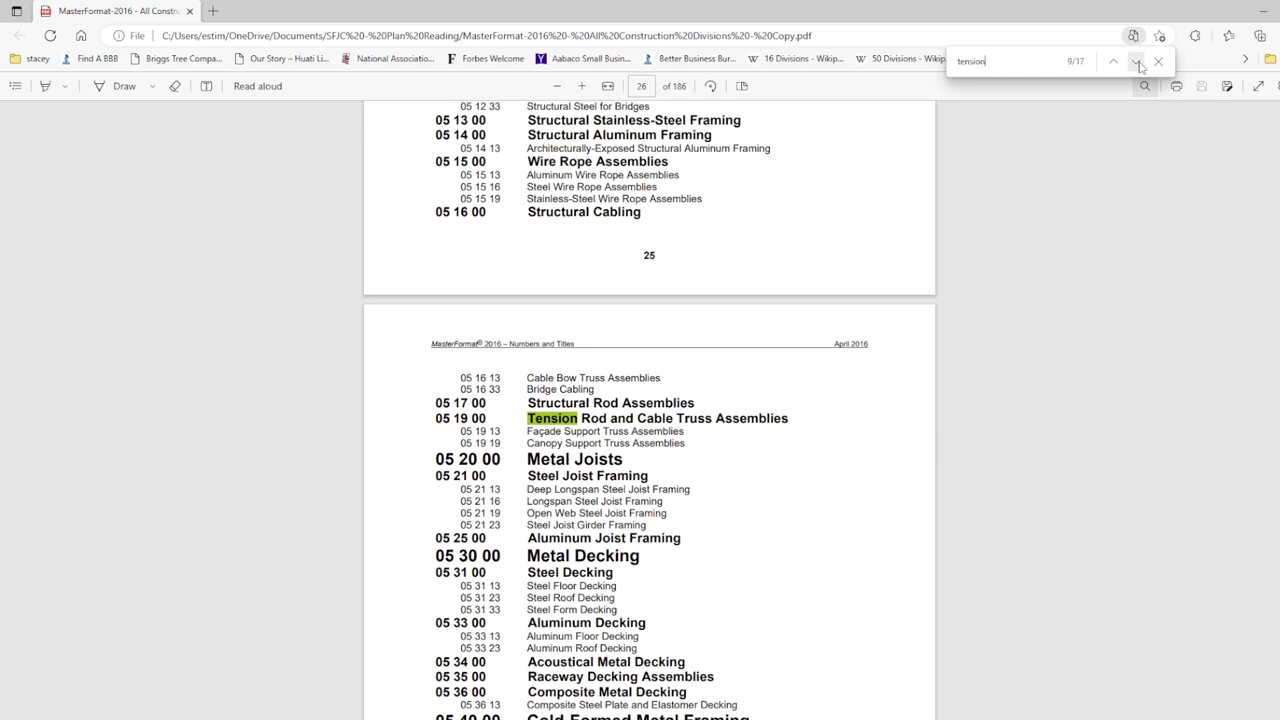 MasterFormat-2016 - All Constru
File
C:/Users/estim/OneDrive/Documents/SFJC%20-%20Plan%20Reading/MasterFormat-2016%20-%20All%20Construction%20Divisions%20-%20Copy.pdf
stacey
Find A BBB
Briggs Tree Compa...
Our Story – Huati Li...
National Association...
Forbes Welcome
Aabaco Small Busin...
Better Business Bur...
16 Divisions - Wikip...
50 Divisions - Wikip
tension
9/17
Draw
Read aloud
26
of 186
05 12 33 Structural Steel for Bridges
05 13 00 Structural Stainless-Steel Framing
05 14 00 Structural Aluminum Framing
05 14 13 Architecturally-Exposed Structural Aluminum Framing
05 15 00 Wire Rope Assemblies
05 15 13 Aluminum Wire Rope Assemblies
05 15 16 Steel Wire Rope Assemblies
05 15 19 Stainless-Steel Wire Rope Assemblies
05 16 00 Structural Cabling
25
MasterFormat® 2016 – Numbers and Titles April 2016
05 16 13 Cable Bow Truss Assemblies
05 16 33 Bridge Cabling
05 17 00 Structural Rod Assemblies
05 19 00 Tension Rod and Cable Truss Assemblies
05 19 13 Façade Support Truss Assemblies
05 19 19 Canopy Support Truss Assemblies
05 20 00 Metal Joists
05 21 00 Steel Joist Framing
05 21 13 Deep Longspan Steel Joist Framing
05 21 16 Longspan Steel Joist Framing
05 21 19 Open Web Steel Joist Framing
05 21 23 Steel Joist Girder Framing
05 25 00 Aluminum Joist Framing
05 30 00 Metal Decking
05 31 00 Steel Decking
05 31 13 Steel Floor Decking
05 31 23 Steel Roof Decking
05 31 33 Steel Form Decking
05 33 00 Aluminum Decking
05 33 13 Aluminum Floor Decking
05 33 23 Aluminum Roof Decking
05 34 00 Acoustical Metal Decking
05 35 00 Raceway Decking Assemblies
05 36 00 Composite Metal Decking
05 36 13 Composite Steel Plate and Elastomer Decking
05 40 00 Cold-Formed Metal Framing